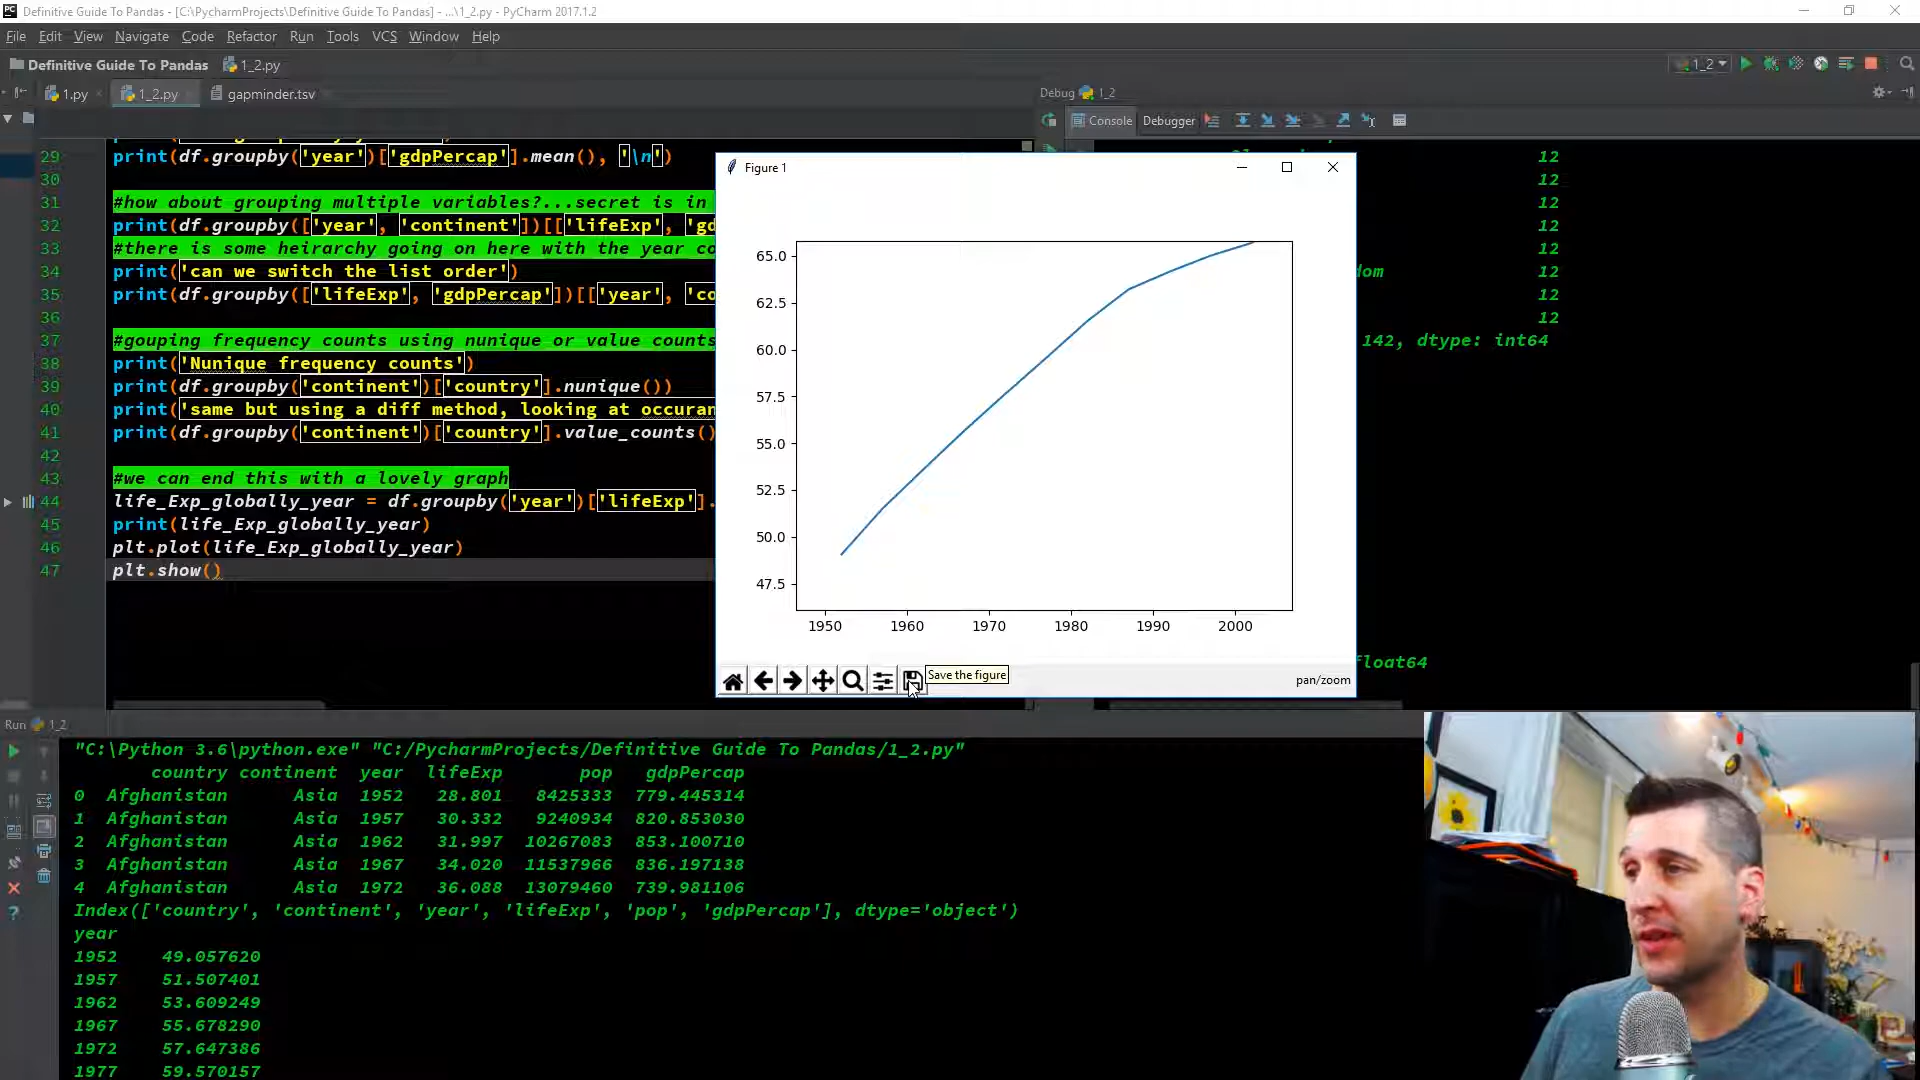 Definitive Guide To Pandas - [C:\PycharmProjects\Definitive Guide To Pandas] - ...\1_2.py - PyCharm 2017.1.2
File Edit View Navigate Code Refactor Run Tools VCS Window Help
Definitive Guide To Pandas 1_2.py
1_2
1.py 1_2.py gapminder.tsv
Debug 1_2
Console Debugger
29 print(df.groupby('year')['gdpPercap'].mean(), '\n')
30
31 #how about grouping multiple variables?...secret is in
32 print(df.groupby(['year', 'continent'])[['lifeExp', 'gd
33 #there is some heirarchy going on here with the year co
34 print('can we switch the list order')
35 print(df.groupby(['lifeExp', 'gdpPercap'])[['year', 'co
36
37 #gouping frequency counts using nunique or value counts
38 print('Nunique frequency counts')
39 print(df.groupby('continent')['country'].nunique())
40 print('same but using a diff method, looking at occuran
41 print(df.groupby('continent')['country'].value_counts()
42
43 #we can end this with a lovely graph
44 life_Exp_globally_year = df.groupby('year')['lifeExp'].
45 print(life_Exp_globally_year)
46 plt.plot(life_Exp_globally_year)
47 plt.show()
Figure 1
65.0
62.5
60.0
57.5
55.0
52.5
50.0
47.5
1950 1960 1970 1980 1990 2000
Save the figure
pan/zoom
12
12
12
12
12
dom 12
12
12
142, dtype: int64
float64
Run 1_2
"C:\Python 3.6\python.exe" "C:/PycharmProjects/Definitive Guide To Pandas/1_2.py"
country continent year lifeExp pop gdpPercap
0 Afghanistan Asia 1952 28.801 8425333 779.445314
1 Afghanistan Asia 1957 30.332 9240934 820.853030
2 Afghanistan Asia 1962 31.997 10267083 853.100710
3 Afghanistan Asia 1967 34.020 11537966 836.197138
4 Afghanistan Asia 1972 36.088 13079460 739.981106
Index(['country', 'continent', 'year', 'lifeExp', 'pop', 'gdpPercap'], dtype='object')
year
1952 49.057620
1957 51.507401
1962 53.609249
1967 55.678290
1972 57.647386
1977 59.570157